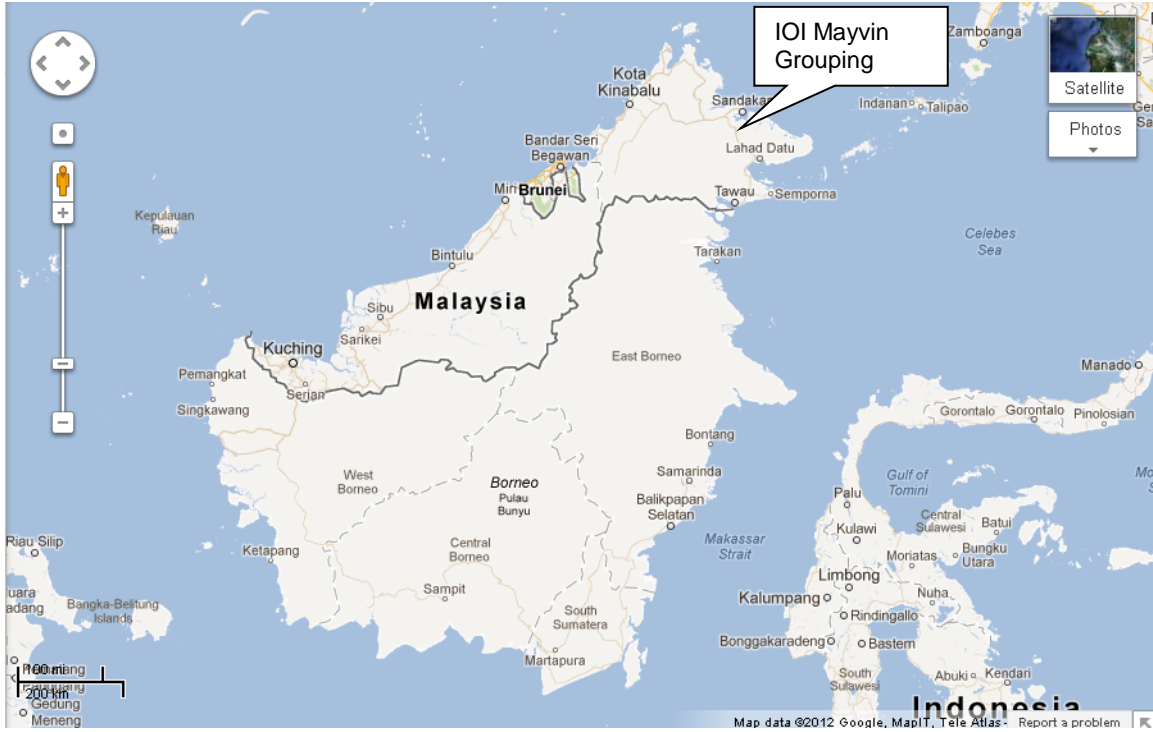 IOI Mayvin
Grouping
Zamboanga
Satellite
Photos
Kota
Kinabalu
Indanan
Talipao
Bandar Seri
Begawan
Lahad Datu
Brunei
Tawau
Semporna
Kepulauan
Riau
Celebes
Sea
Bintulu
Tarakan
Malaysia
Sibu
Sarikei
Kuching
East Borneo
Manado
Pemangkat
Serian
Singkawang
Gorontalo
Gorontalo
Pinolosian
Bontang
West
Borneo
Borneo
Pulau
Bunyu
Samarinda
Gulf of
Tomini
Balikpapan
Selatan
Palu
Central
Sulawesi
Batui
Riau Silip
Ketapang
Central
Borneo
Makassar
Strait
Kulawi
Moriatas
Bungku
Utara
Limbong
Sampit
Kalumpang
Nuha
Bangka-Belitung
Islands
South
Sumatera
Rindingallo
Bonggakaradeng
Bastem
Martapura
South
Sulawesi
Abuki
Kendari
100 mi
200 km
Gedung
Meneng
Indonesia
Map data ©2012 Google, MapIT, Tele Atlas -
Report a problem